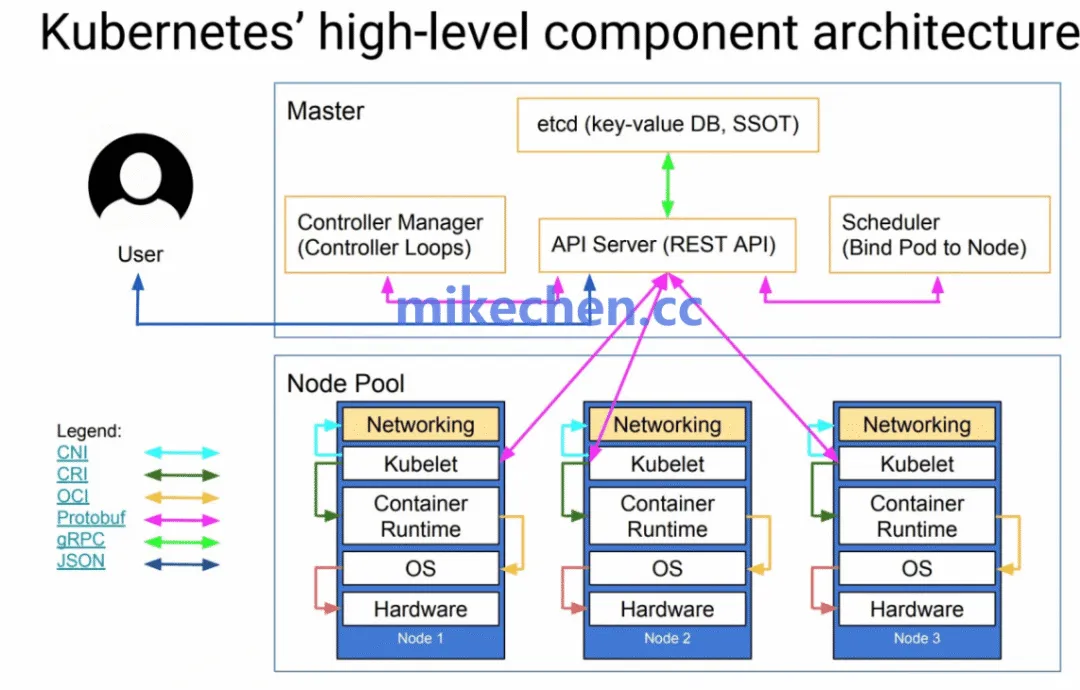 Kubernetes' high-level component architecture
Master
etcd (key-value DB, SSOT)
Controller Manager
(Controller Loops)
API Server (REST API)
Scheduler
(Bind Pod to Node)
User
mikechen.cc
Node Pool
Legend:
CNI
CRI
OCI
Protobuf
gRPC
JSON
Networking
Kubelet
Container
Runtime
OS
Hardware
Node 1
Networking
Kubelet
Container
Runtime
OS
Hardware
Node 2
Networking
Kubelet
Container
Runtime
OS
Hardware
Node 3